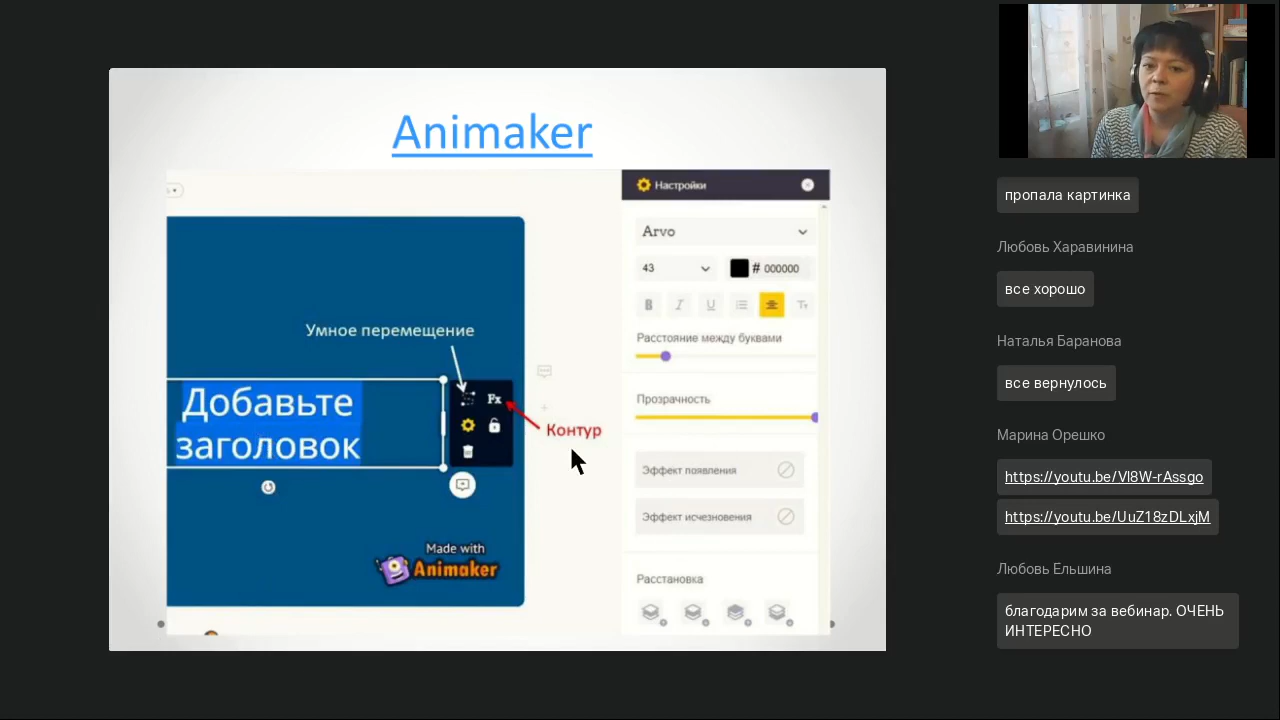 Animaker
Настройки
Arvo
43
# 000000
B I U Tт
Расстояние между буквами
Умное перемещение
Прозрачность
Добавьте
заголовок
Fx
Контур
Эффект появления
Эффект исчезновения
Made with
Animaker
Расстановка
пропала картинка
Любовь Харавинина
все хорошо
Наталья Баранова
все вернулось
Марина Орешко
https://youtu.be/Vl8W-rAssgo
https://youtu.be/UuZ18zDLxjM
Любовь Ельшина
благодарим за вебинар. ОЧЕНЬ
ИНТЕРЕСНО